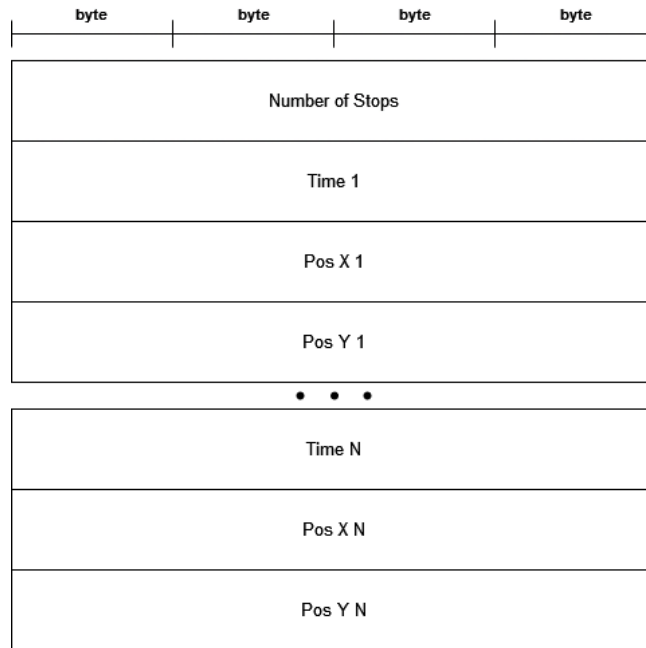 byte byte byte byte
Number of Stops
Time 1
Pos X 1
Pos Y 1
• • •
Time N
Pos X N
Pos Y N